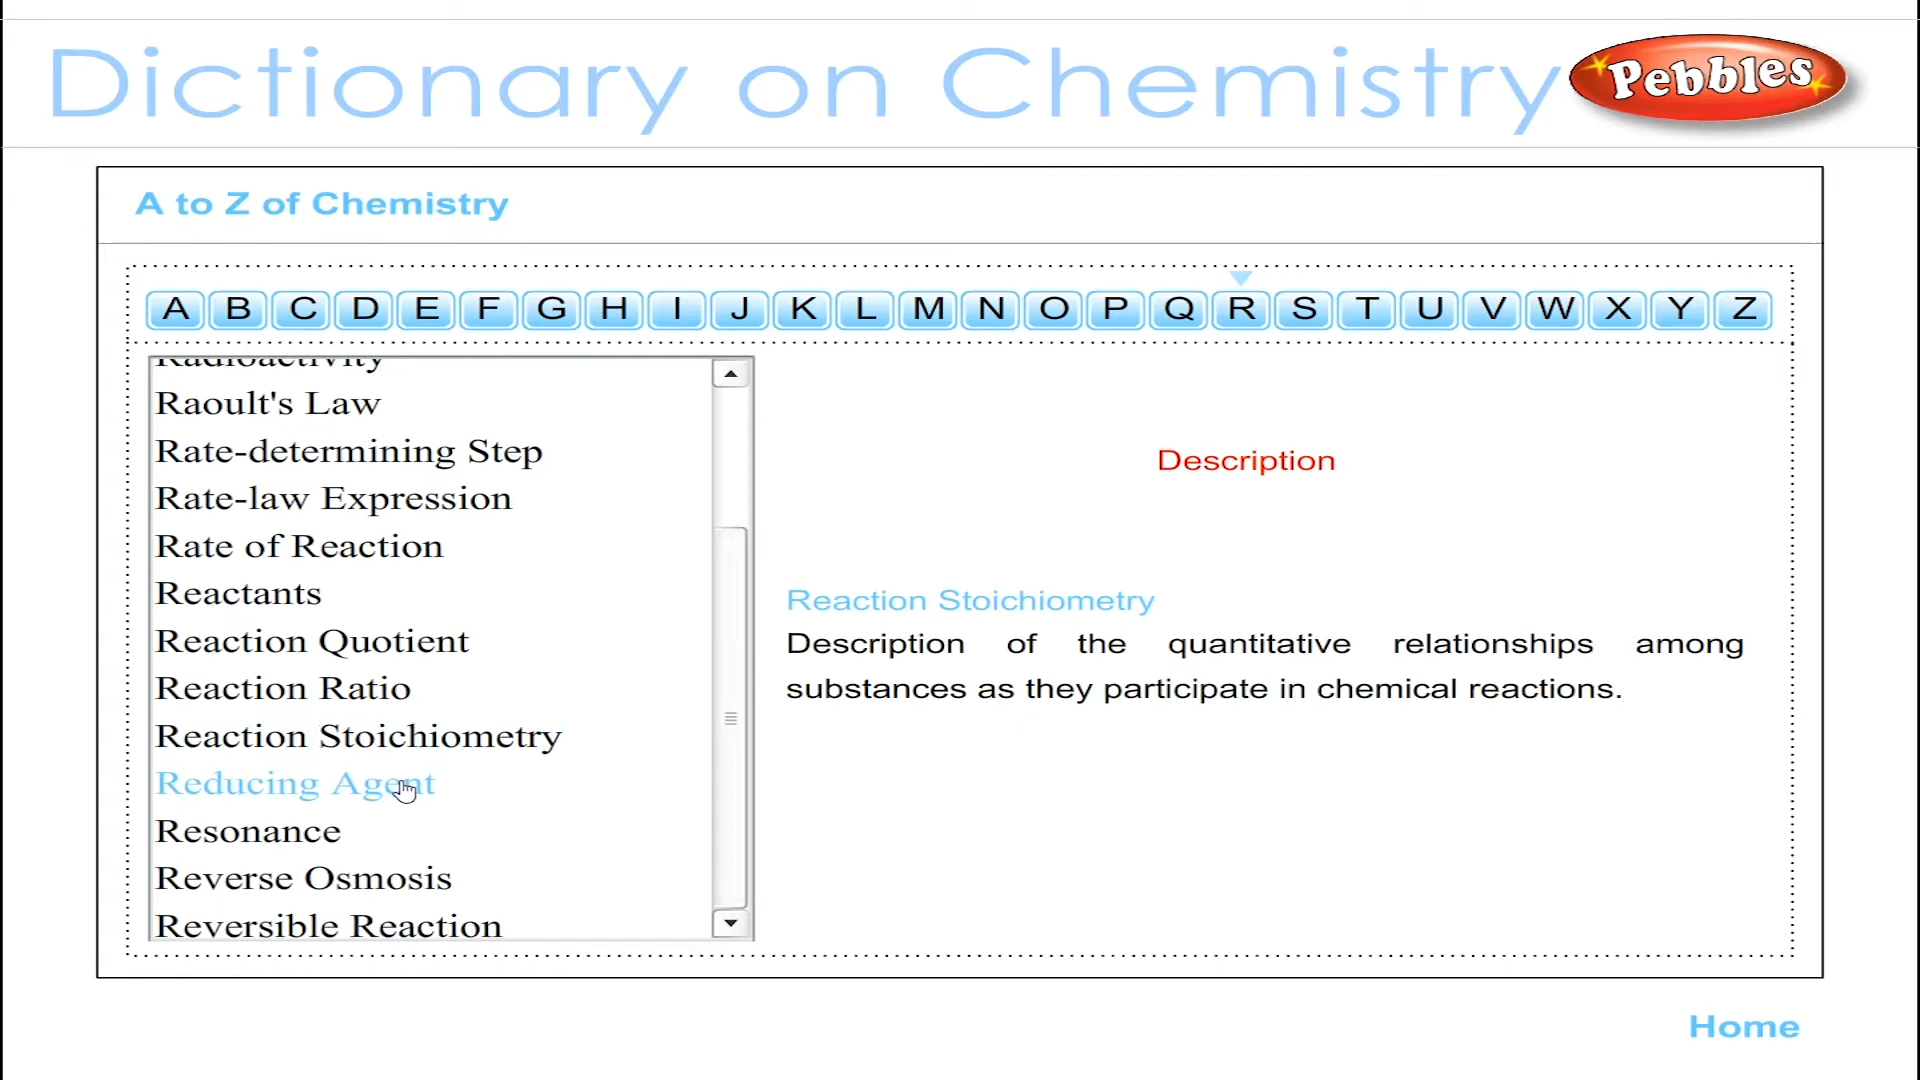 Dictionary on Chemistry
Pebbles
A to Z of Chemistry
A B C D E F G H I J K L M N O P Q R S T U V W X Y Z
Radioactivity
Raoult's Law
Rate-determining Step
Rate-law Expression
Rate of Reaction
Reactants
Reaction Quotient
Reaction Ratio
Reaction Stoichiometry
Reducing Agent
Resonance
Reverse Osmosis
Reversible Reaction
Description
Reaction Stoichiometry
Description of the quantitative relationships among
substances as they participate in chemical reactions.
Home